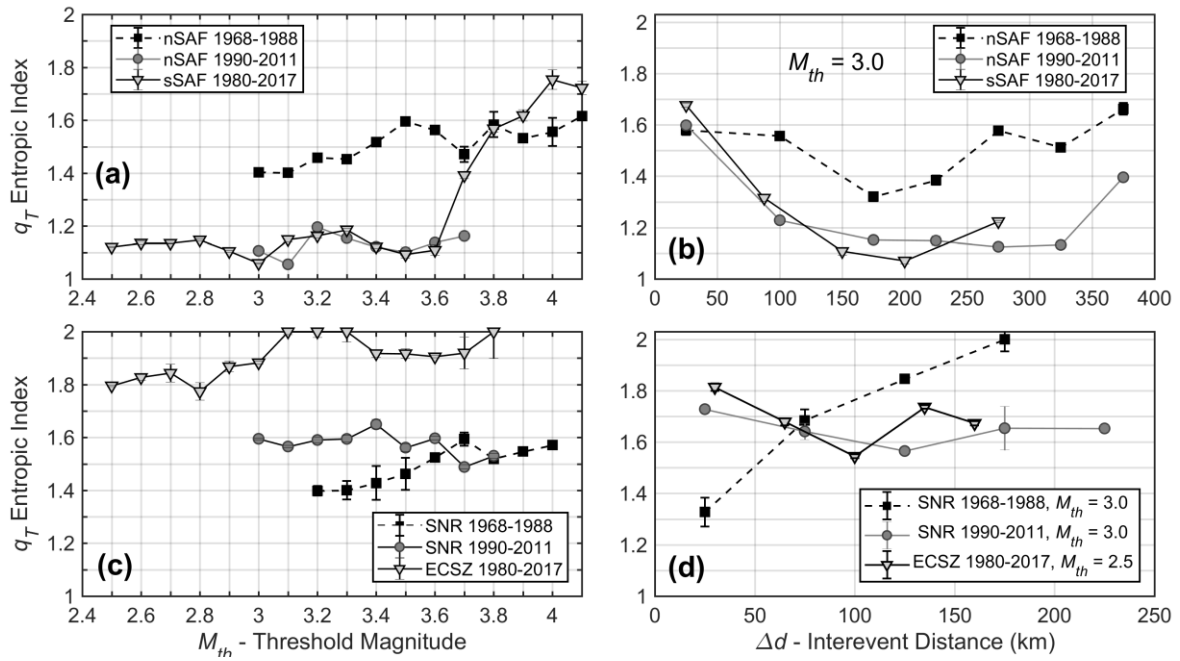 (a)
nSAF 1968-1988
nSAF 1990-2011
sSAF 1980-2017
q_T Entropic Index
2
1.8
1.6
1.4
1.2
1
2.4 2.6 2.8 3 3.2 3.4 3.6 3.8 4
(b)
M_th = 3.0
nSAF 1968-1988
nSAF 1990-2011
sSAF 1980-2017
2
1.8
1.6
1.4
1.2
1
0 50 100 150 200 250 300 350 400
(c)
SNR 1968-1988
SNR 1990-2011
ECSZ 1980-2017
q_T Entropic Index
2
1.8
1.6
1.4
1.2
1
2.4 2.6 2.8 3 3.2 3.4 3.6 3.8 4
M_th - Threshold Magnitude
(d)
SNR 1968-1988, M_th = 3.0
SNR 1990-2011, M_th = 3.0
ECSZ 1980-2017, M_th = 2.5
2
1.8
1.6
1.4
1.2
1
0 50 100 150 200 250
Δd - Interevent Distance (km)